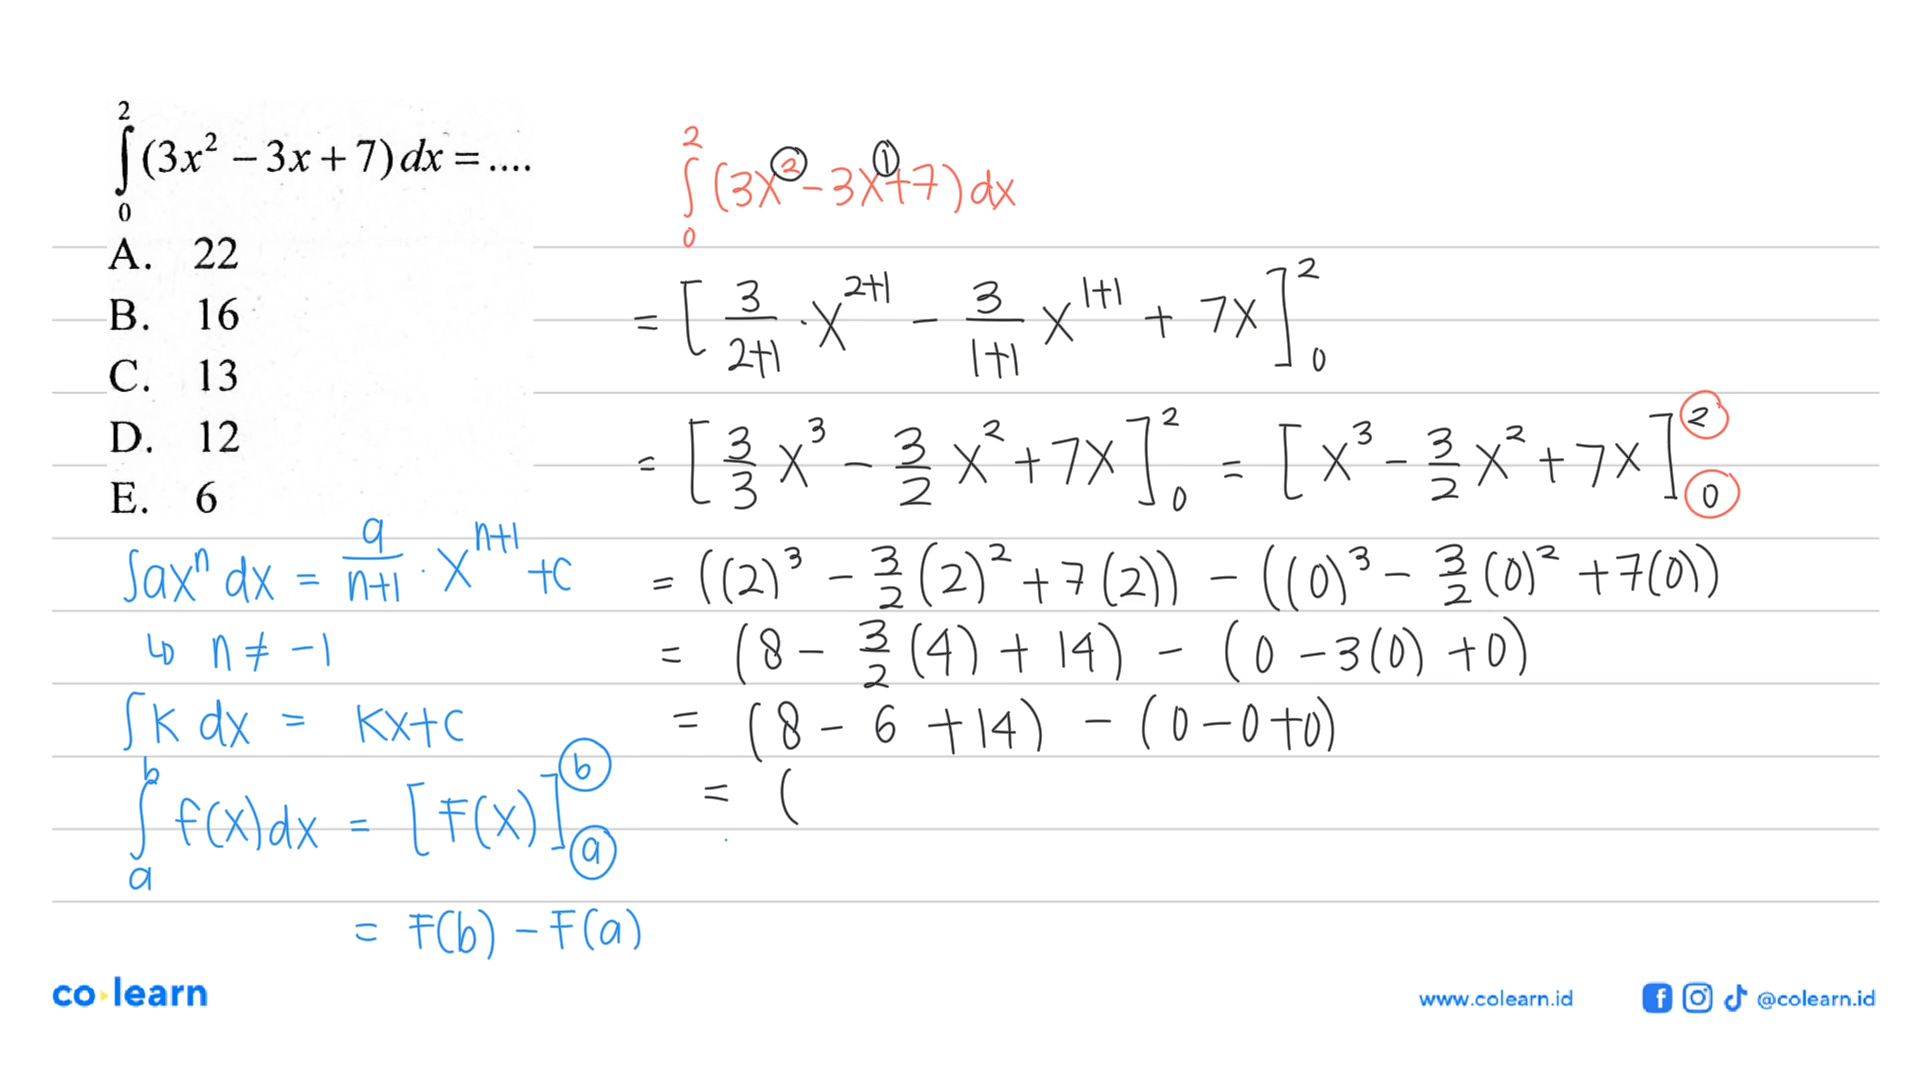 ∫₀² (3x² − 3x + 7) dx = ....
A. 22
B. 16
C. 13
D. 12
E. 6
∫axⁿ dx = a/(n+1) · x^(n+1) + c
↳ n ≠ −1
∫k dx = kx + c
∫ₐᵇ f(x) dx = [F(x)]ₐᵇ
= F(b) − F(a)
∫₀² (3x² − 3x¹ + 7) dx
= [3/(2+1) · x^(2+1) − 3/(1+1) x^(1+1) + 7x]₀²
= [3/3 x³ − 3/2 x² + 7x]₀² = [x³ − 3/2 x² + 7x]₀²
= ((2)³ − 3/2 (2)² + 7(2)) − ((0)³ − 3/2 (0)² + 7(0))
= (8 − 3/2 (4) + 14) − (0 − 3(0) + 0)
= (8 − 6 + 14) − (0 − 0 + 0)
= (
co learn
www.colearn.id
@colearn.id